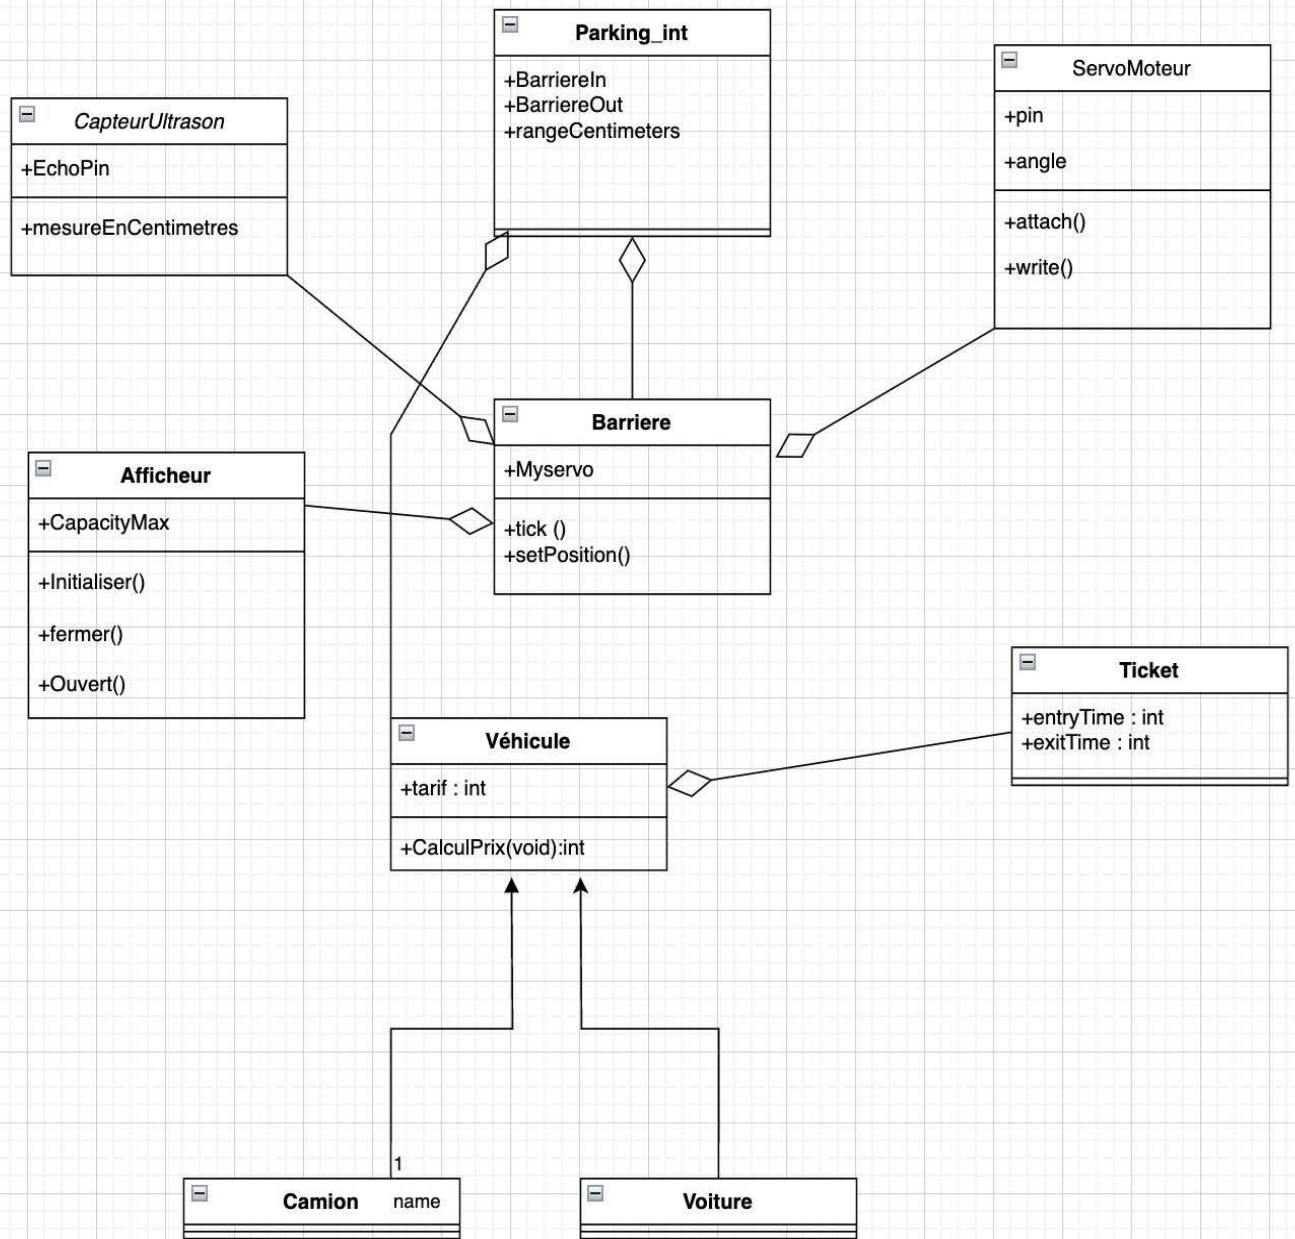 Parking_int
+BarriereIn
+BarriereOut
+rangeCentimeters
ServoMoteur
+pin
+angle
+attach()
+write()
CapteurUltrason
+EchoPin
+mesureEnCentimetres
Barriere
+Myservo
+tick ()
+setPosition()
Afficheur
+CapacityMax
+Initialiser()
+fermer()
+Ouvert()
Ticket
+entryTime : int
+exitTime : int
Véhicule
+tarif : int
+CalculPrix(void):int
1
Camion name
Voiture